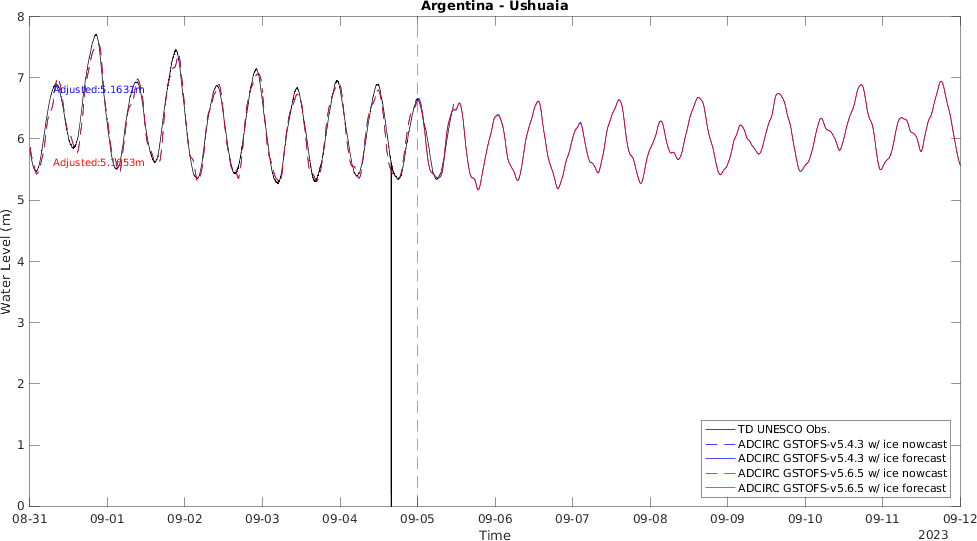 Argentina - Ushuaia
8
7
6
5
4
3
2
1
0
Water Level (m)
Adjusted:5.1631m
08-31
09-01
09-02
09-03
09-04
09-05
09-06
09-07
09-08
09-09
09-10
09-11
09-12
Time
2023
TD UNESCO Obs.
ADCIRC GSTOFS-v5.4.3 w/ ice nowcast
ADCIRC GSTOFS-v5.4.3 w/ ice forecast
ADCIRC GSTOFS-v5.6.5 w/ ice nowcast
ADCIRC GSTOFS-v5.6.5 w/ ice forecast